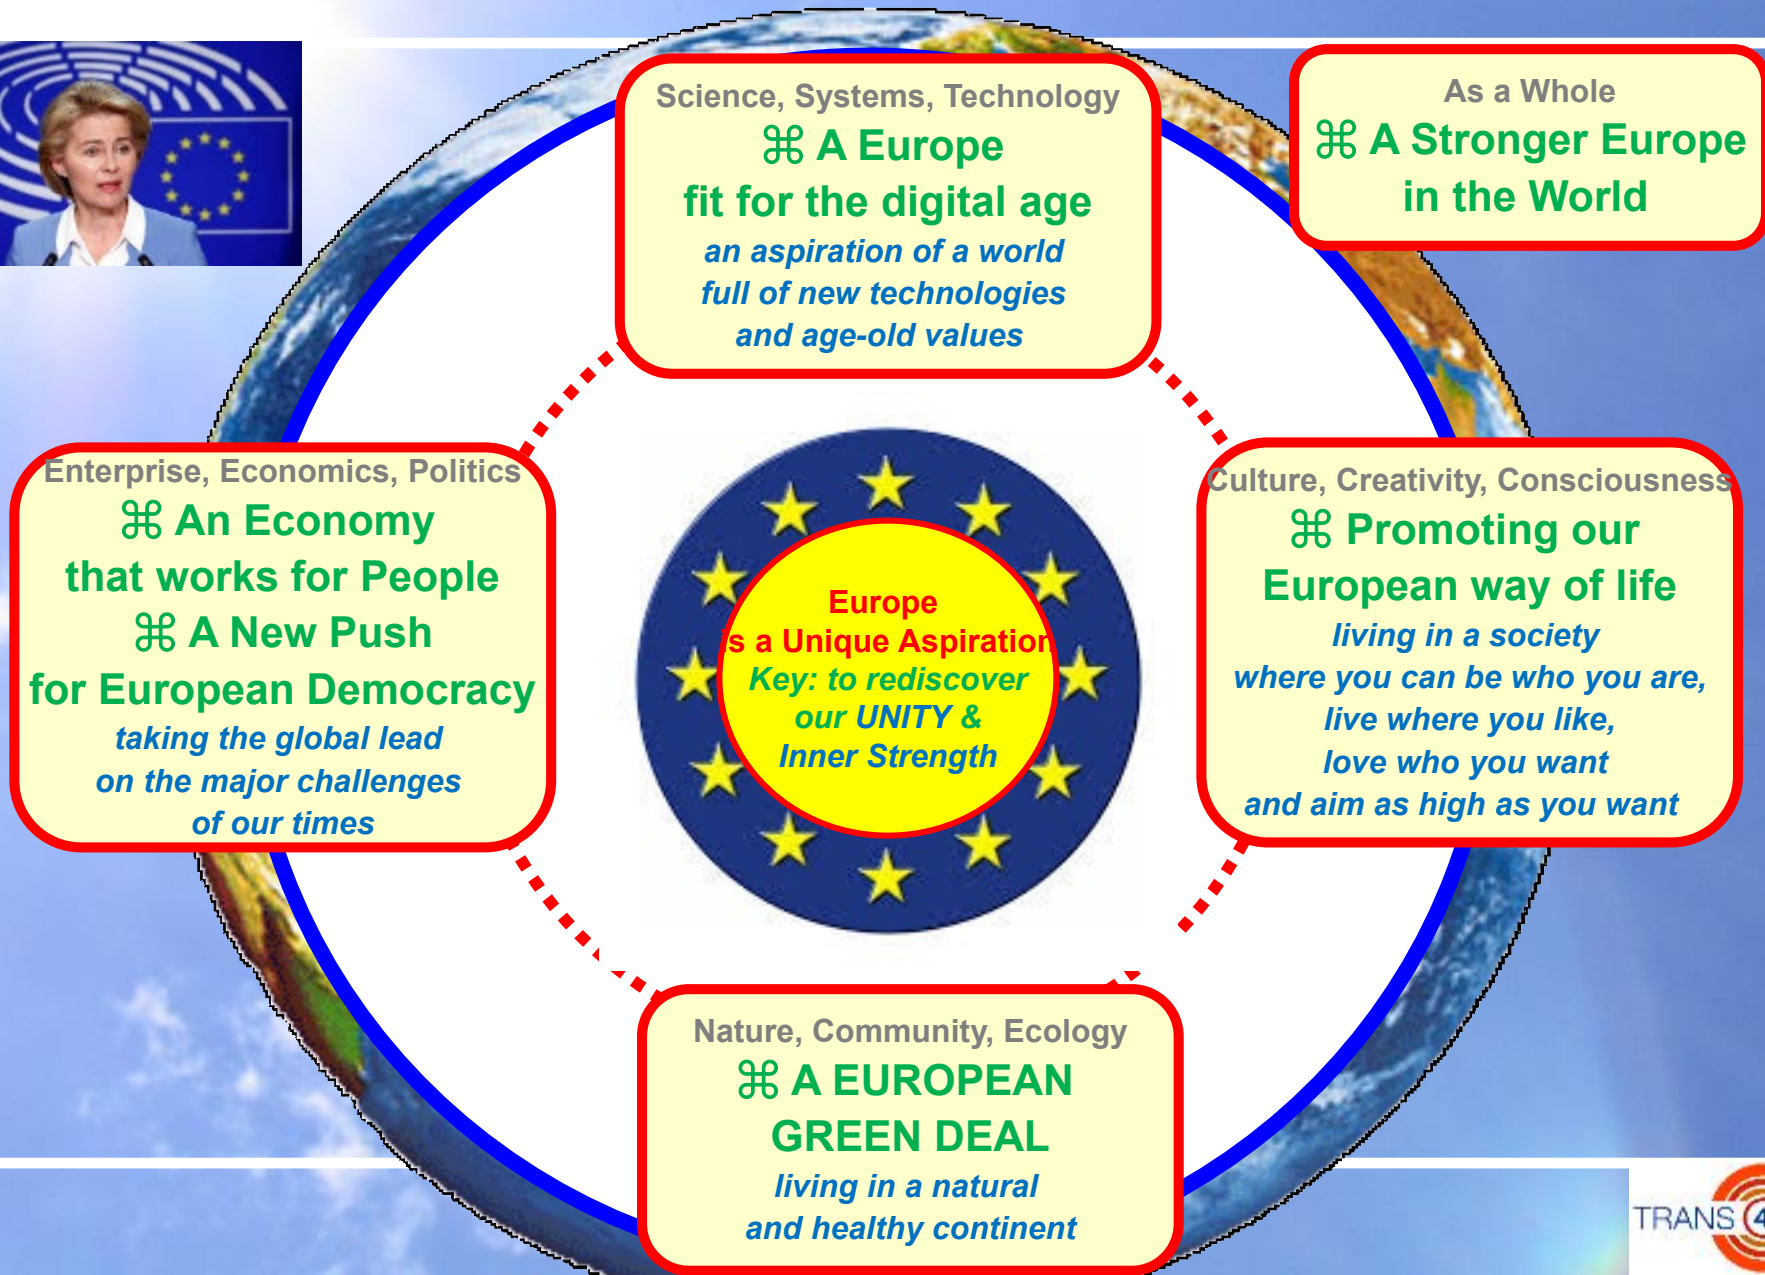 Science, Systems, Technology
⌘ A Europe
fit for the digital age
an aspiration of a world
full of new technologies
and age-old values
As a Whole
⌘ A Stronger Europe
in the World
Enterprise, Economics, Politics
⌘ An Economy
that works for People
⌘ A New Push
for European Democracy
taking the global lead
on the major challenges
of our times
Europe
is a Unique Aspiration
Key: to rediscover
our UNITY &
Inner Strength
Culture, Creativity, Consciousness
⌘ Promoting our
European way of life
living in a society
where you can be who you are,
live where you like,
love who you want
and aim as high as you want
Nature, Community, Ecology
⌘ A EUROPEAN
GREEN DEAL
living in a natural
and healthy continent
TRANS 4